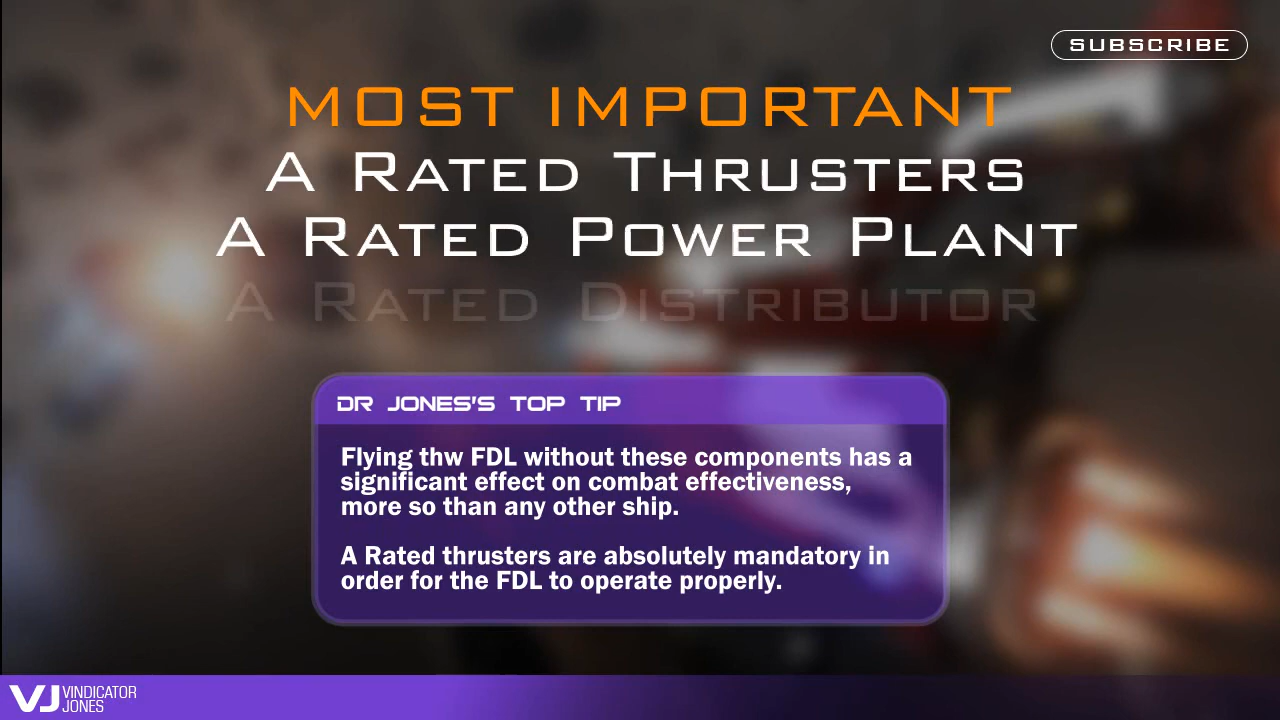 SUBSCRIBE
MOST IMPORTANT
A RATED THRUSTERS
A RATED POWER PLANT
A RATED DISTRIBUTOR
DR JONES'S TOP TIP
Flying thw FDL without these components has a
significant effect on combat effectiveness,
more so than any other ship.
A Rated thrusters are absolutely mandatory in
order for the FDL to operate properly.
VJ VINDICATOR
JONES